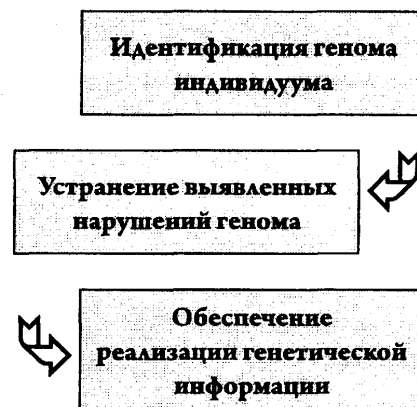 Идентификация генома
индивидуума
Устранение выявленных
нарушений генома
Обеспечение
реализации генетической
информации